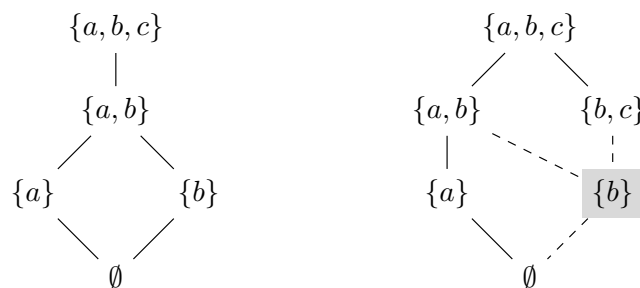 {a, b, c} {a, b, c}
{a, b} {a, b} {b, c}
{a} {b} {a} {b}
∅ ∅